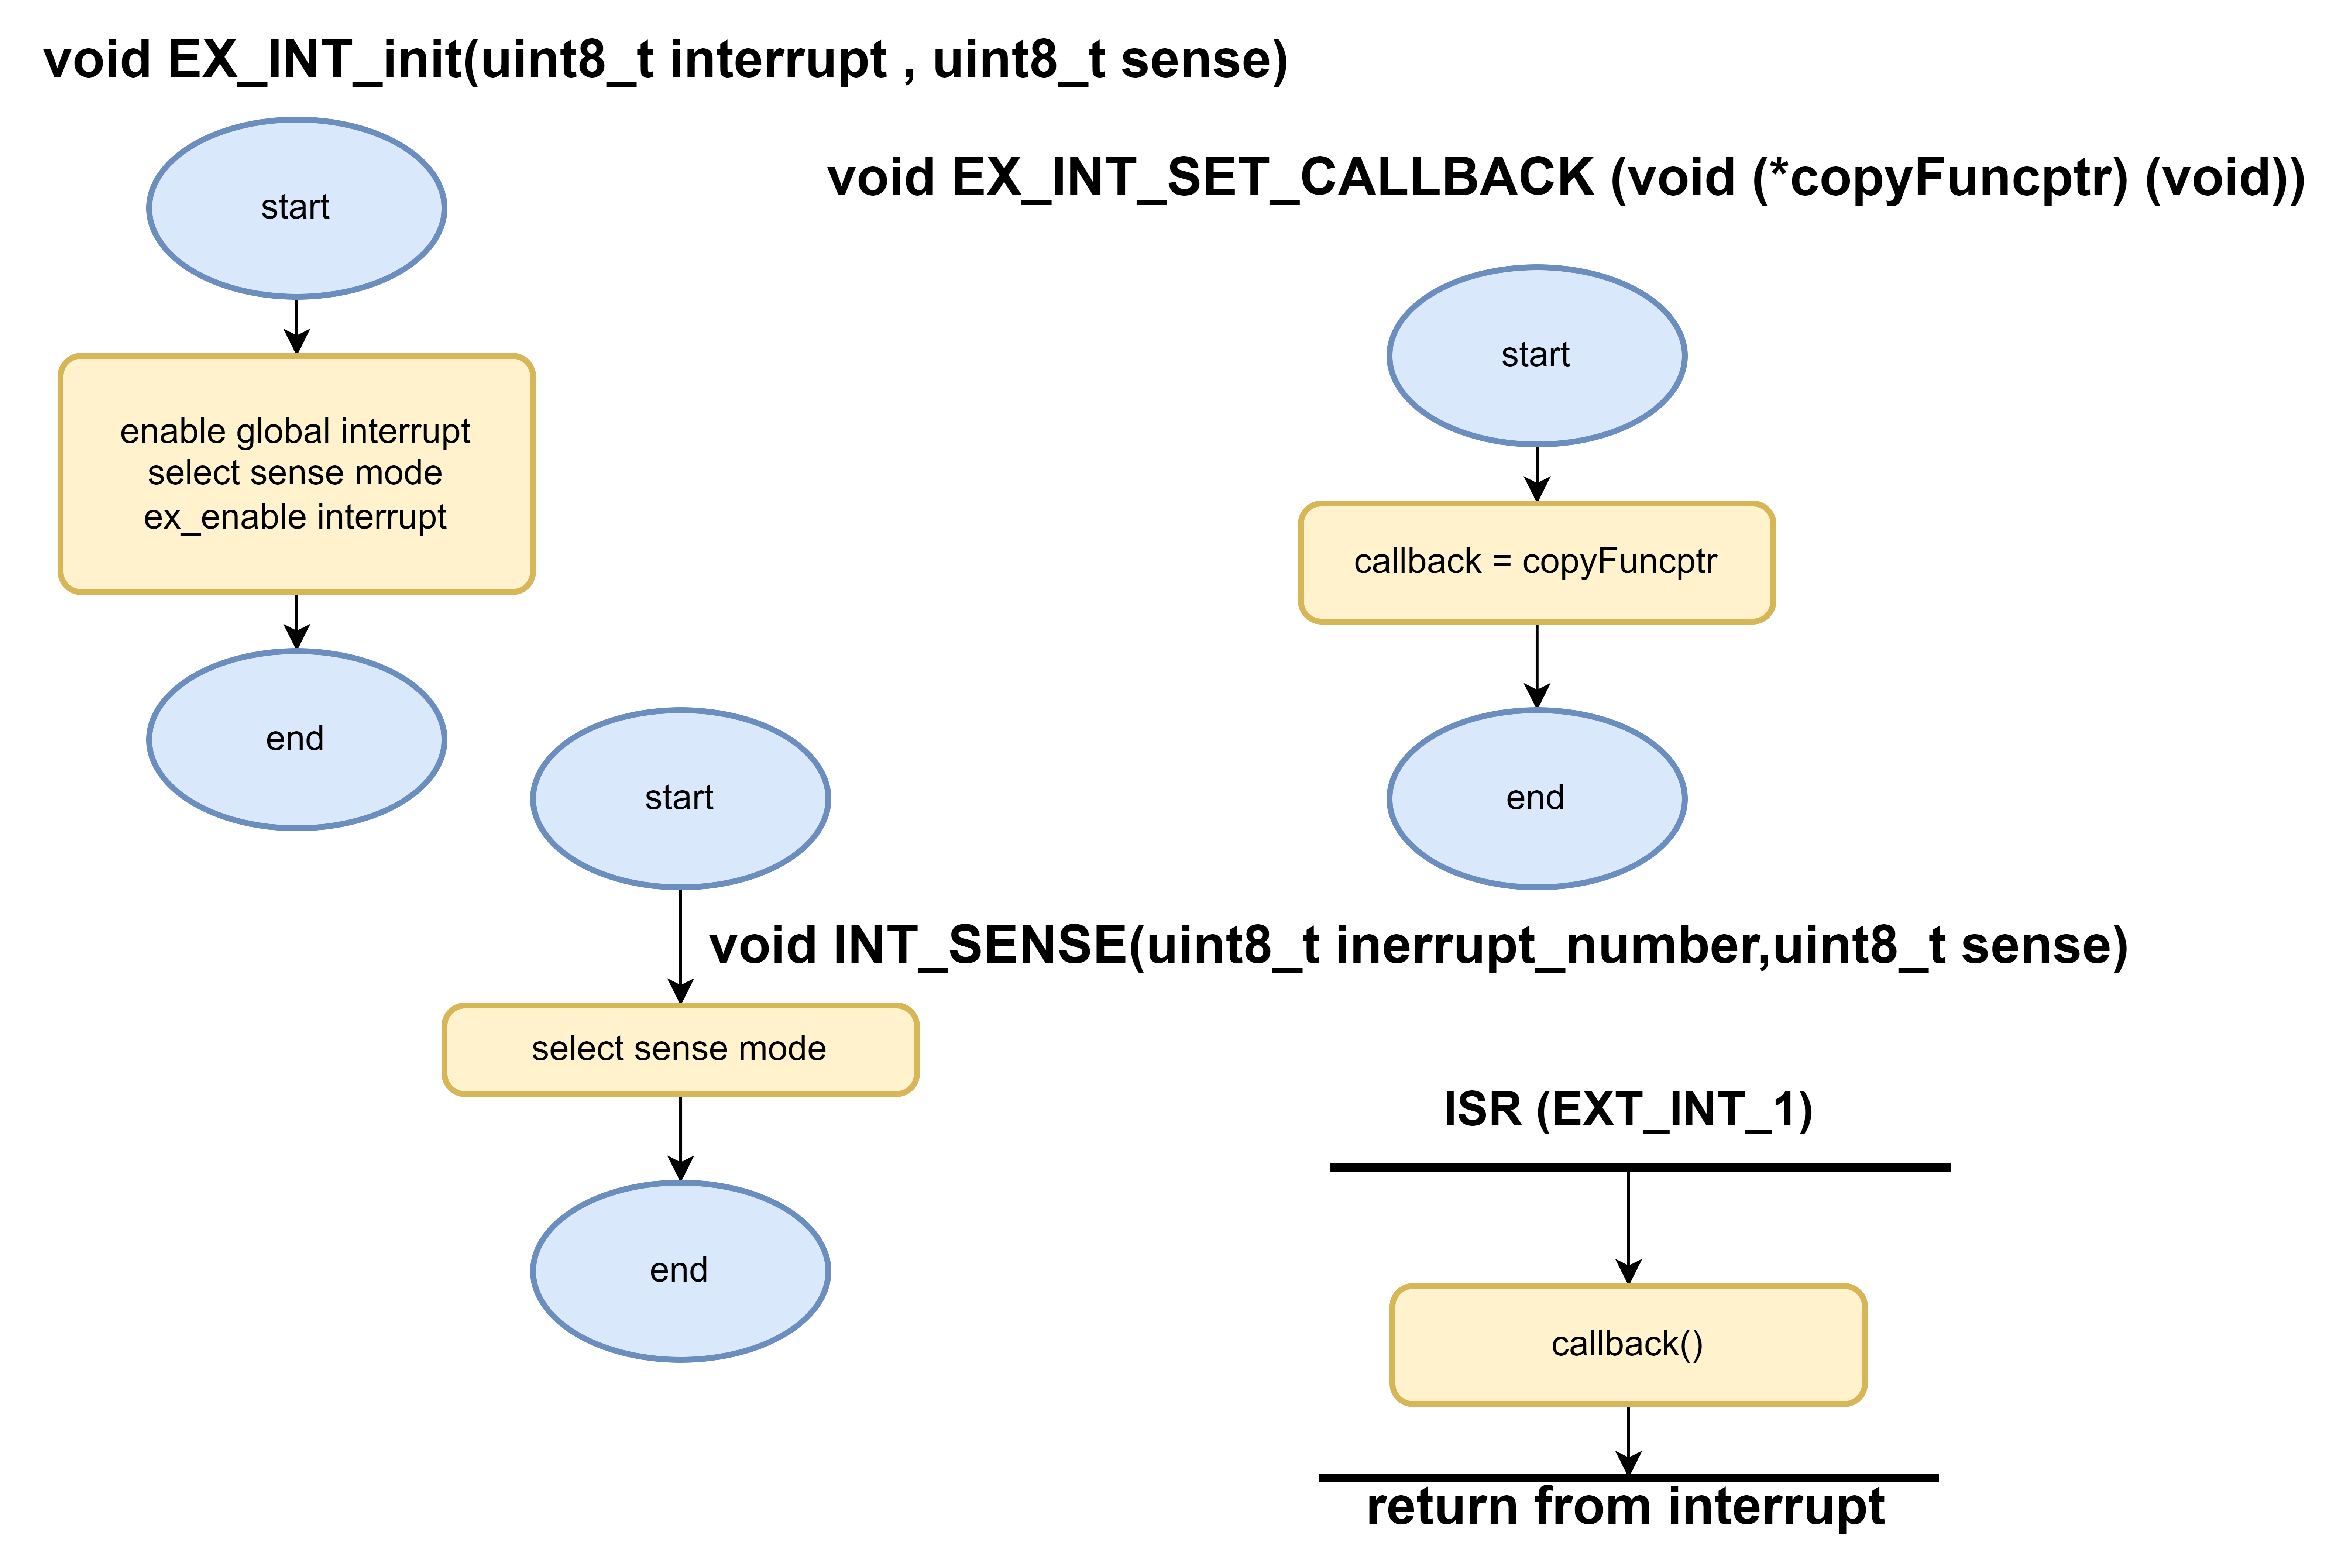 void EX_INT_init(uint8_t interrupt , uint8_t sense)
start
enable global interrupt
select sense mode
ex_enable interrupt
end
void EX_INT_SET_CALLBACK (void (*copyFuncptr) (void))
start
callback = copyFuncptr
end
start
void INT_SENSE(uint8_t inerrupt_number,uint8_t sense)
select sense mode
end
ISR (EXT_INT_1)
callback()
return from interrupt